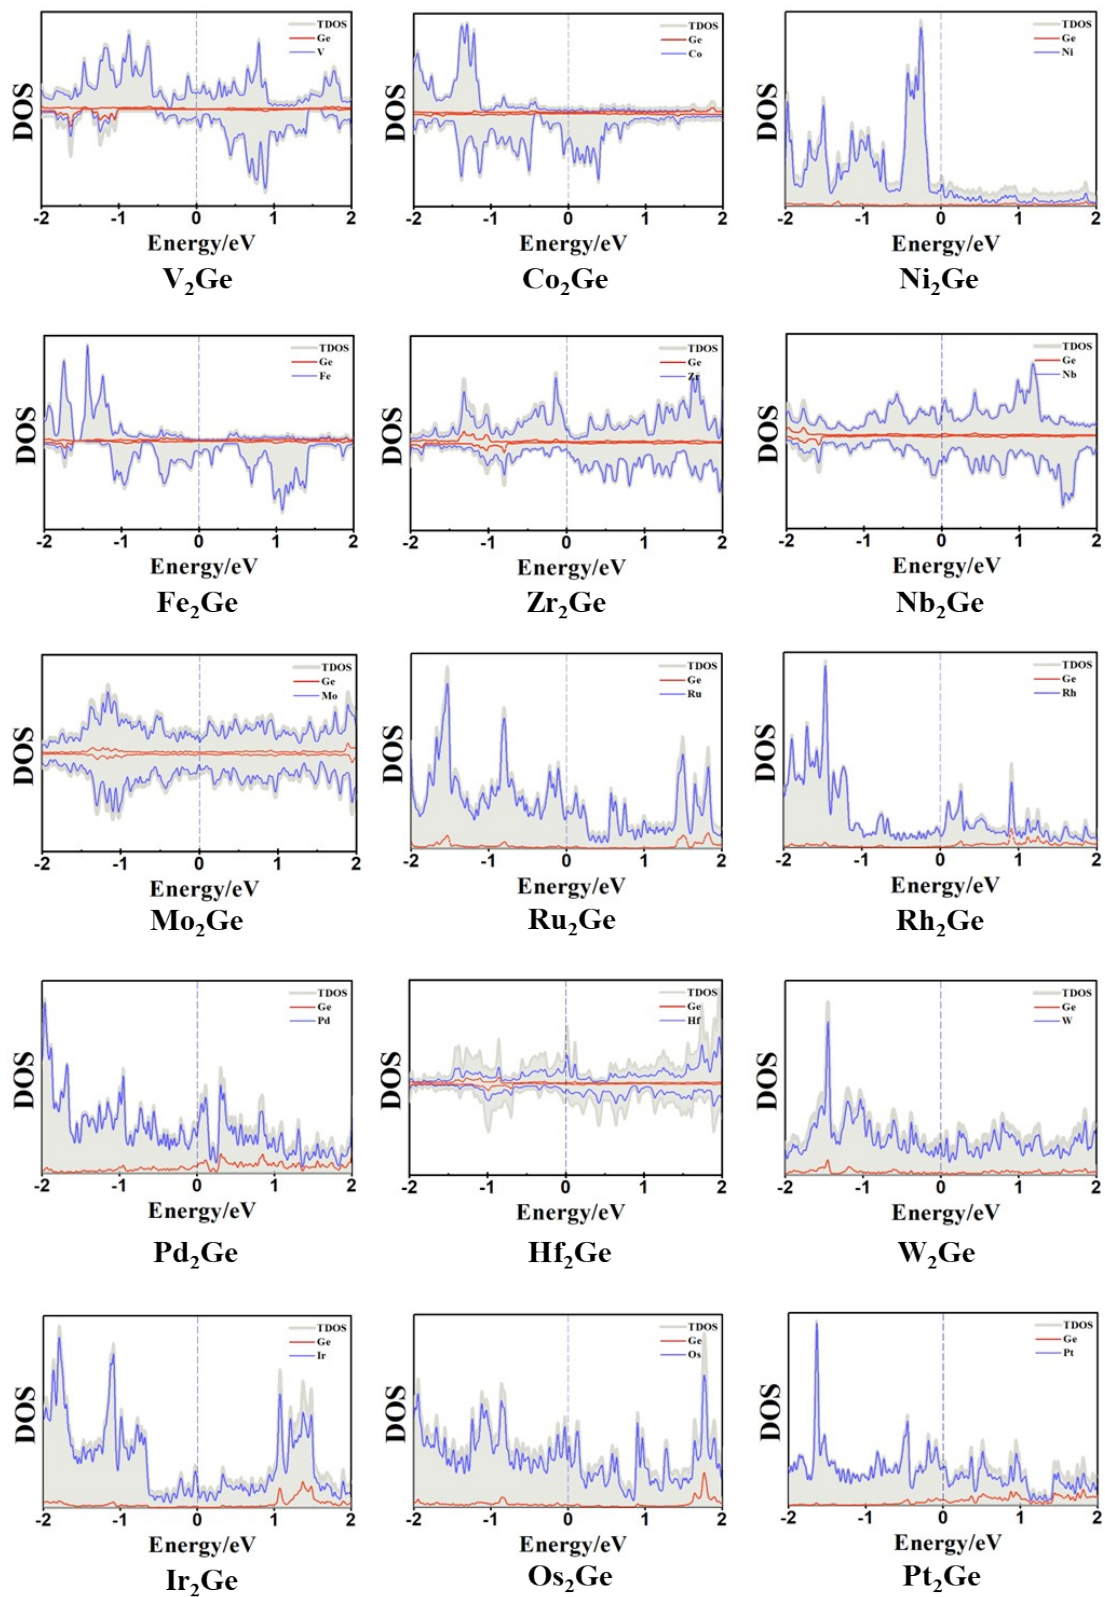 TDOS
Ge
V
DOS
-2 -1 0 1 2
Energy/eV
V₂Ge
TDOS
Ge
Co
DOS
-2 -1 0 1 2
Energy/eV
Co₂Ge
TDOS
Ge
Ni
DOS
-2 -1 0 1 2
Energy/eV
Ni₂Ge
TDOS
Ge
Fe
DOS
-2 -1 0 1 2
Energy/eV
Fe₂Ge
TDOS
Ge
Zr
DOS
-2 -1 0 1 2
Energy/eV
Zr₂Ge
TDOS
Ge
Nb
DOS
-2 -1 0 1 2
Energy/eV
Nb₂Ge
TDOS
Ge
Mo
DOS
-2 -1 0 1 2
Energy/eV
Mo₂Ge
TDOS
Ge
Ru
DOS
-2 -1 0 1 2
Energy/eV
Ru₂Ge
TDOS
Ge
Rh
DOS
-2 -1 0 1 2
Energy/eV
Rh₂Ge
TDOS
Ge
Pd
DOS
-2 -1 0 1 2
Energy/eV
Pd₂Ge
TDOS
Ge
Hf
DOS
-2 -1 0 1 2
Energy/eV
Hf₂Ge
TDOS
Ge
W
DOS
-2 -1 0 1 2
Energy/eV
W₂Ge
TDOS
Ge
Ir
DOS
-2 -1 0 1 2
Energy/eV
Ir₂Ge
TDOS
Ge
Os
DOS
-2 -1 0 1 2
Energy/eV
Os₂Ge
TDOS
Ge
Pt
DOS
-2 -1 0 1 2
Energy/eV
Pt₂Ge